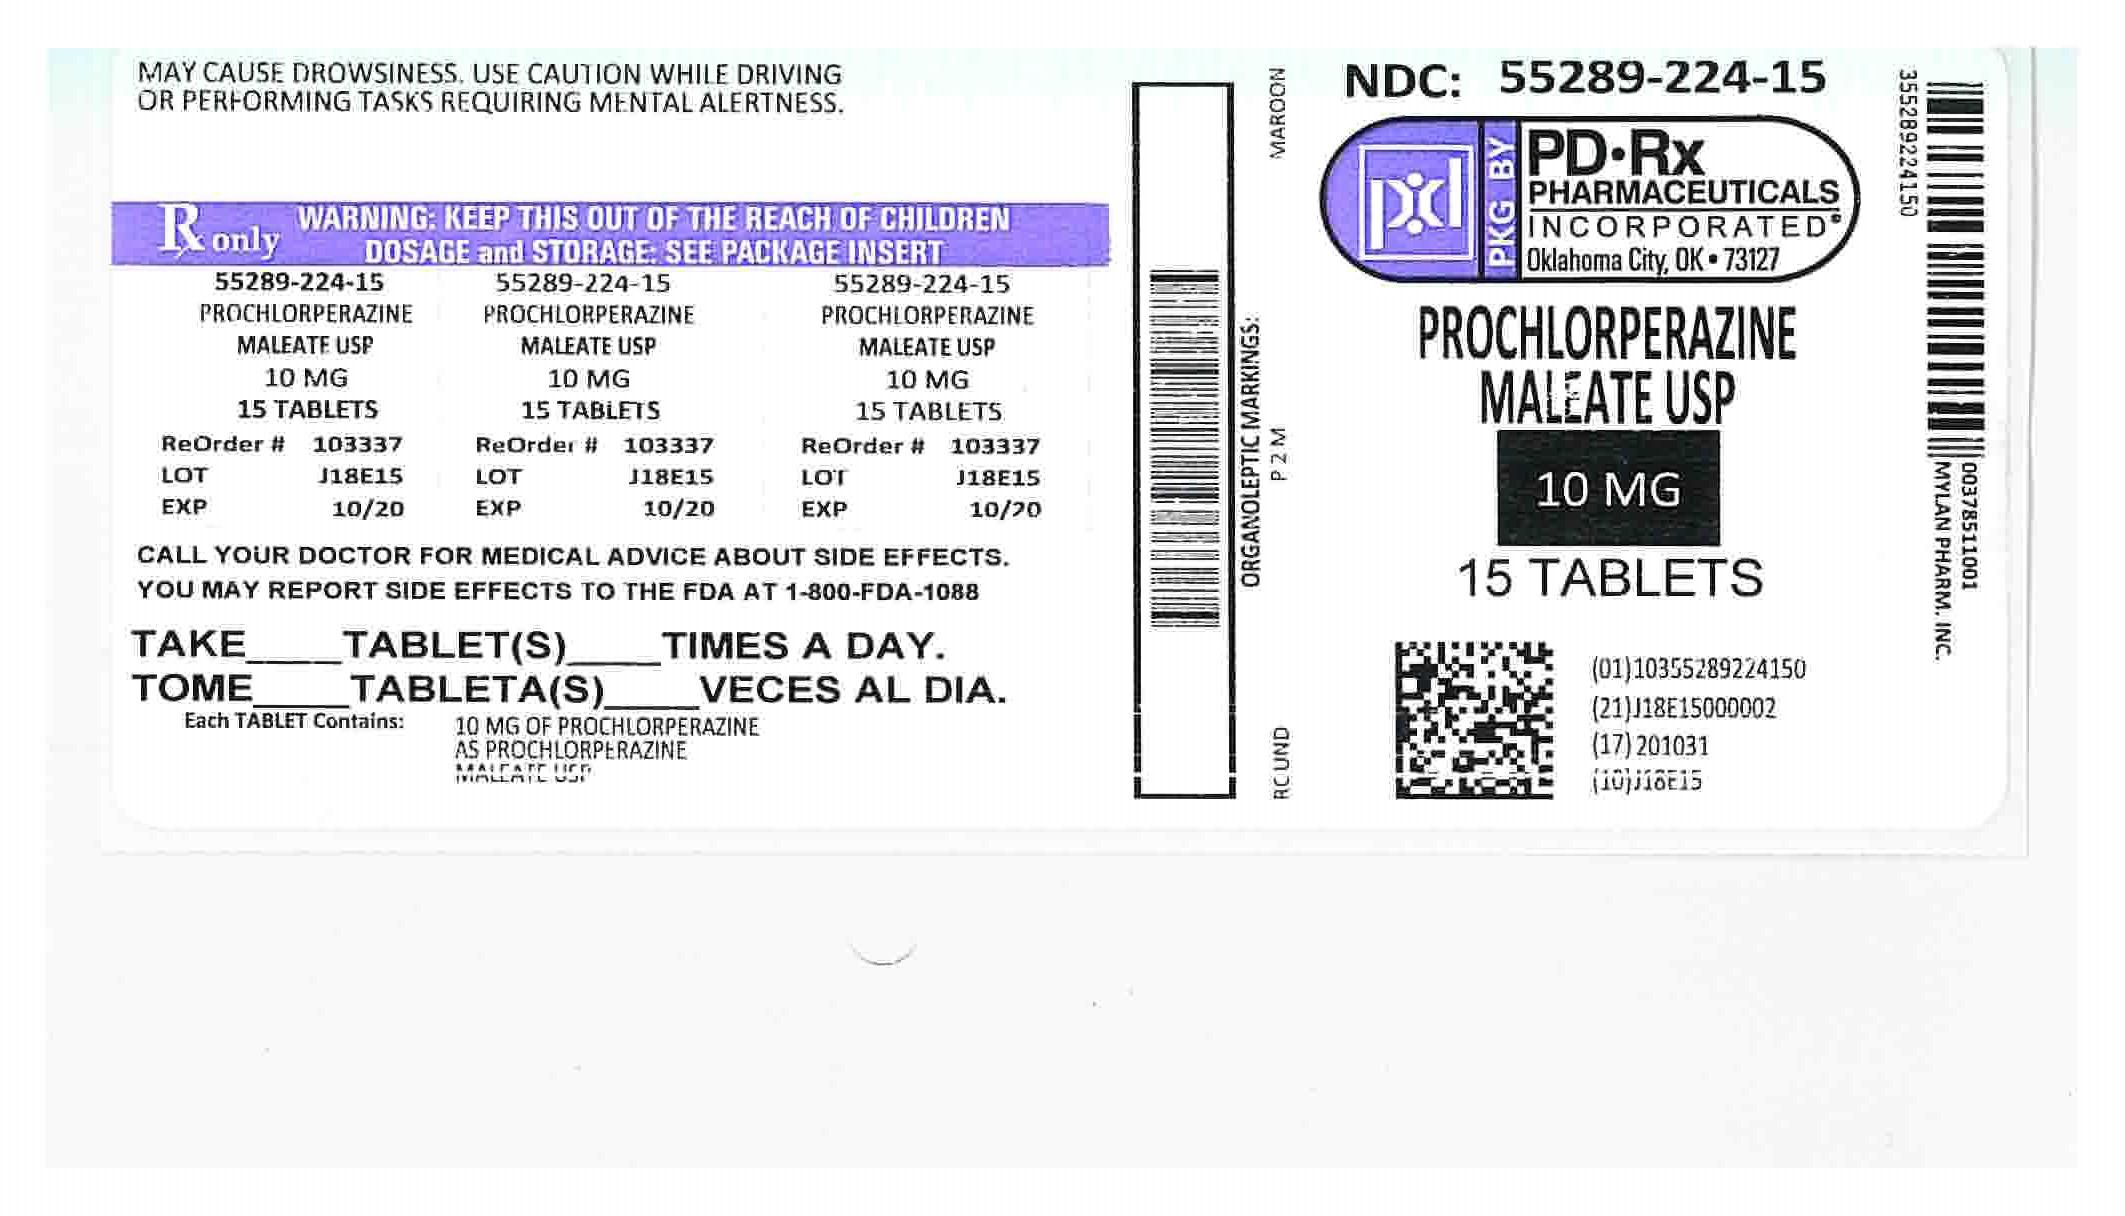 MAY CAUSE DROWSINESS. USE CAUTION WHILE DRIVING
OR PERFORMING TASKS REQUIRING MENTAL ALERTNESS.
Rx only
WARNING: KEEP THIS OUT OF THE REACH OF CHILDREN
DOSAGE and STORAGE: SEE PACKAGE INSERT
55289-224-15 55289-224-15 55289-224-15
PROCHLORPERAZINE PROCHLORPERAZINE PROCHLORPERAZINE
MALEATE USP MALEATE USP MALEATE USP
10 MG 10 MG 10 MG
15 TABLETS 15 TABLETS 15 TABLETS
ReOrder # 103337 ReOrder # 103337 ReOrder # 103337
LOT J18E15 LOT J18E15 LOT J18E15
EXP 10/20 EXP 10/20 EXP 10/20
CALL YOUR DOCTOR FOR MEDICAL ADVICE ABOUT SIDE EFFECTS.
YOU MAY REPORT SIDE EFFECTS TO THE FDA AT 1-800-FDA-1088
TAKE____TABLET(S)____TIMES A DAY.
TOME____TABLETA(S)____VECES AL DIA.
Each TABLET Contains: 10 MG OF PROCHLORPERAZINE
AS PROCHLORPERAZINE
MALEATE USP
ORGANOLEPTIC MARKINGS:
ROUND P 2 M MAROON
NDC: 55289-224-15
pd
PKG BY
PD•Rx
PHARMACEUTICALS
INCORPORATED®
Oklahoma City, OK • 73127
PROCHLORPERAZINE
MALEATE USP
10 MG
15 TABLETS
(01)10355289224150
(21)J18E15000002
(17)201031
(10)J18E15
355289224150
00378511001
MYLAN PHARM. INC.